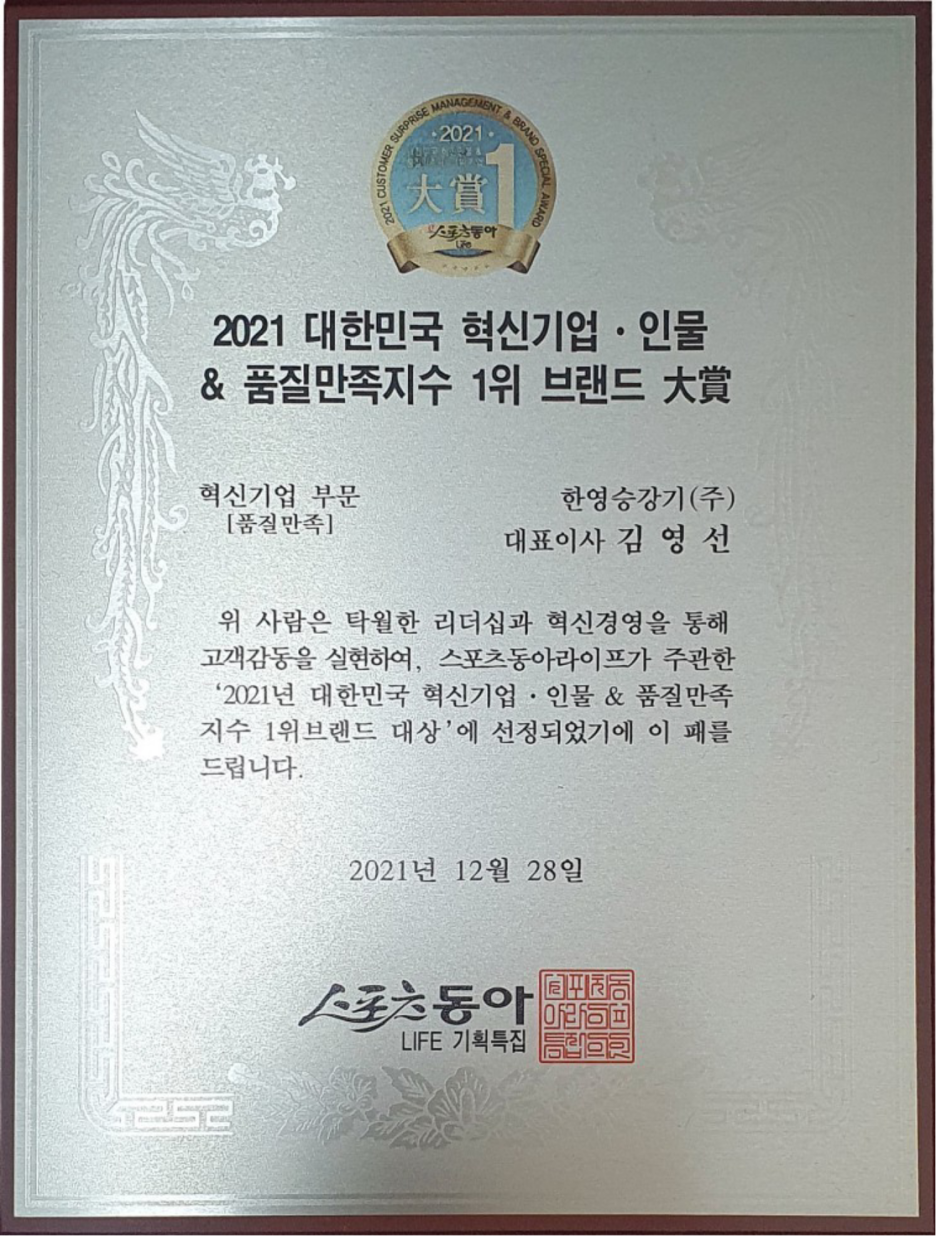 2021 CUSTOMER SURPRISE MANAGEMENT & BRAND SPECIAL AWARD
2021
大賞 1
스포츠동아
Life
2021 대한민국 혁신기업 · 인물
& 품질만족지수 1위 브랜드 大賞
혁신기업 부문
[품질만족]
한영승강기(주)
대표이사 김 영 선
위 사람은 탁월한 리더십과 혁신경영을 통해
고객감동을 실현하여, 스포츠동아라이프가 주관한
‘2021년 대한민국 혁신기업 · 인물 & 품질만족
지수 1위브랜드 대상’에 선정되었기에 이 패를
드립니다.
2021년 12월 28일
스포츠동아
LIFE 기획특집